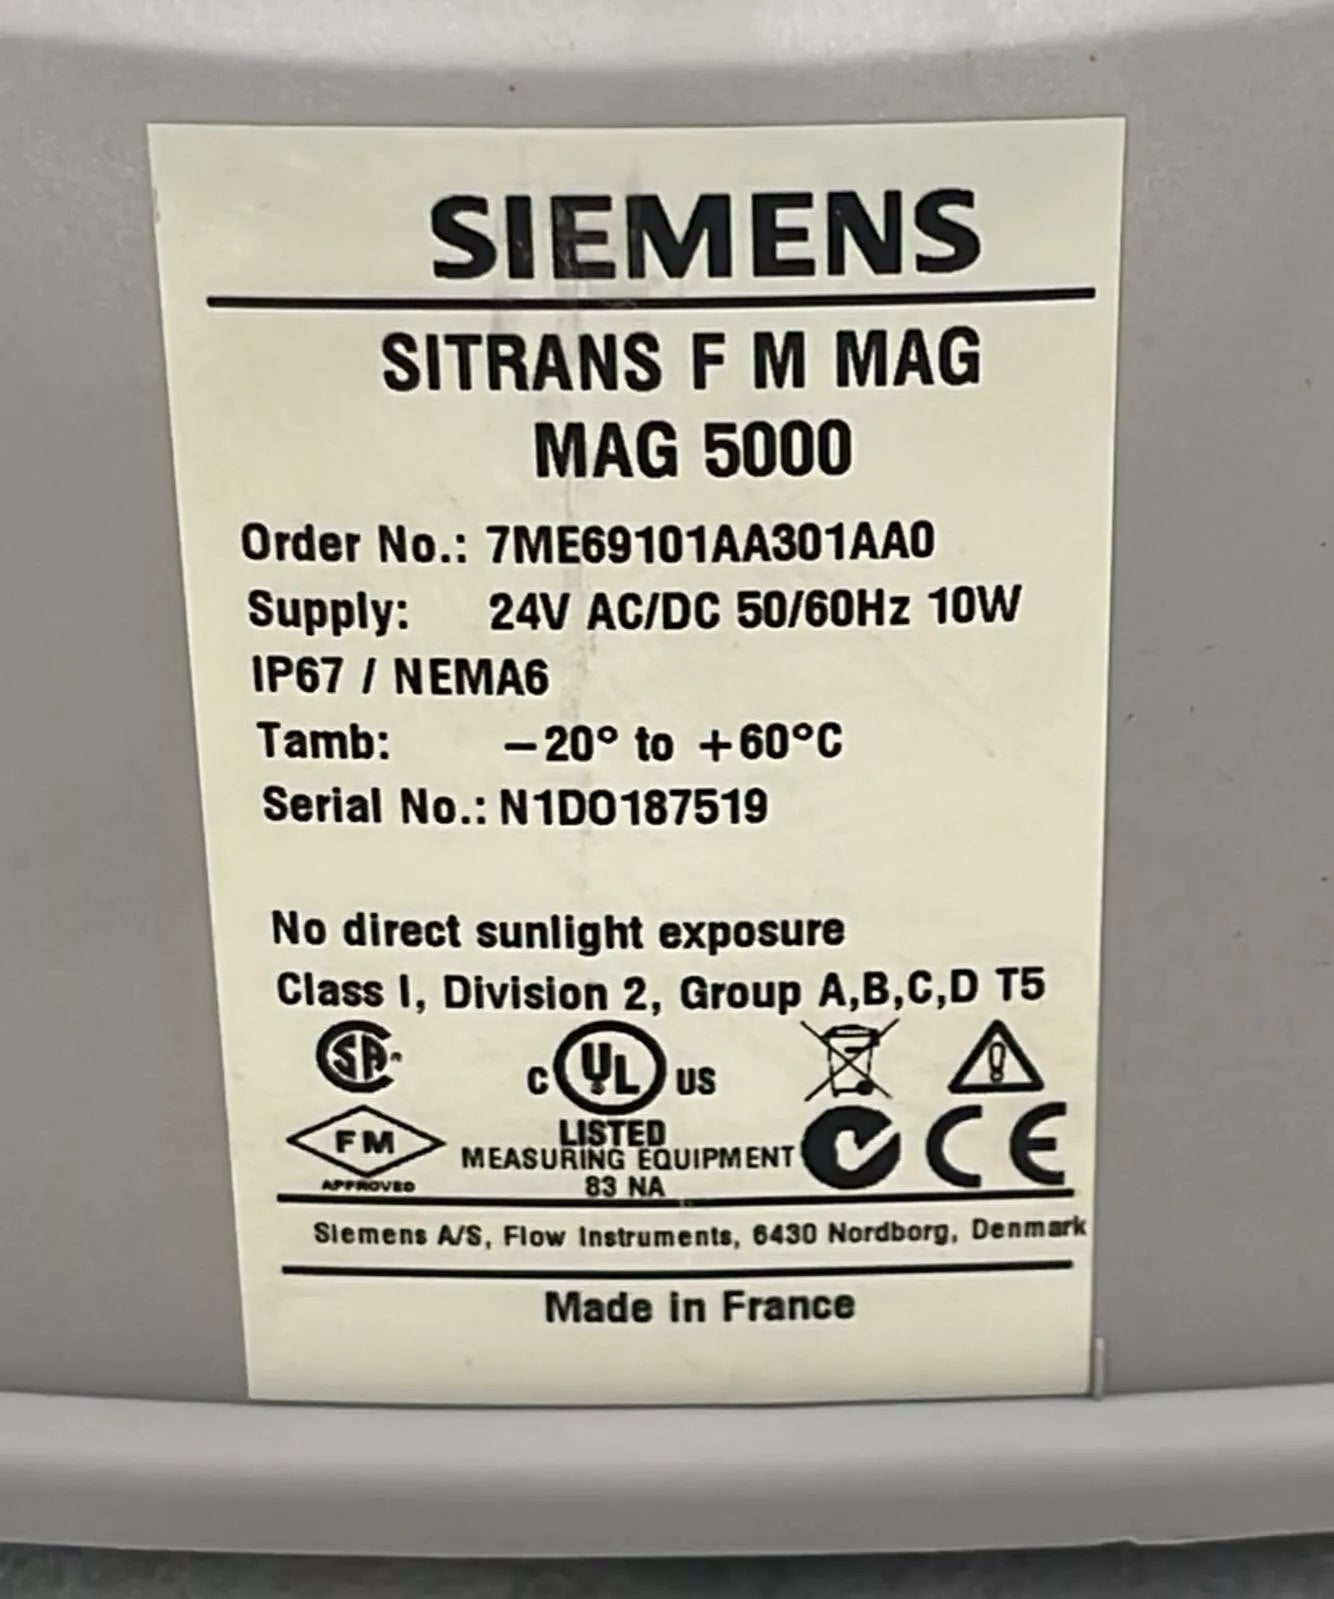 SIEMENS
SITRANS F M MAG
MAG 5000
Order No.: 7ME69101AA301AA0
Supply: 24V AC/DC 50/60Hz 10W
IP67 / NEMA6
Tamb: −20° to +60°C
Serial No.: N1D0187519
No direct sunlight exposure
Class I, Division 2, Group A,B,C,D T5
SA
C UL US
LISTED
MEASURING EQUIPMENT
83 NA
FM
APPROVED
CE
Siemens A/S, Flow Instruments, 6430 Nordborg, Denmark
Made in France